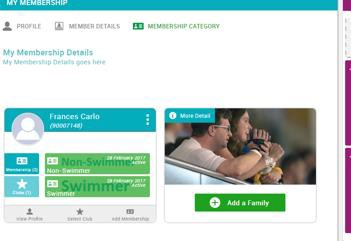 MY MEMBERSHIP
PROFILE MEMBER DETAILS MEMBERSHIP CATEGORY
My Membership Details
My Membership Details goes here
Frances Carlo
(90007148)
More Detail
Membership (2)
Non-Swimmer
28 February 2017
Active
Non-Swimmer
Clubs (1)
Swimmer
28 February 2017
Active
Swimmer
Add a Family
View Profile Select Club Add Membership